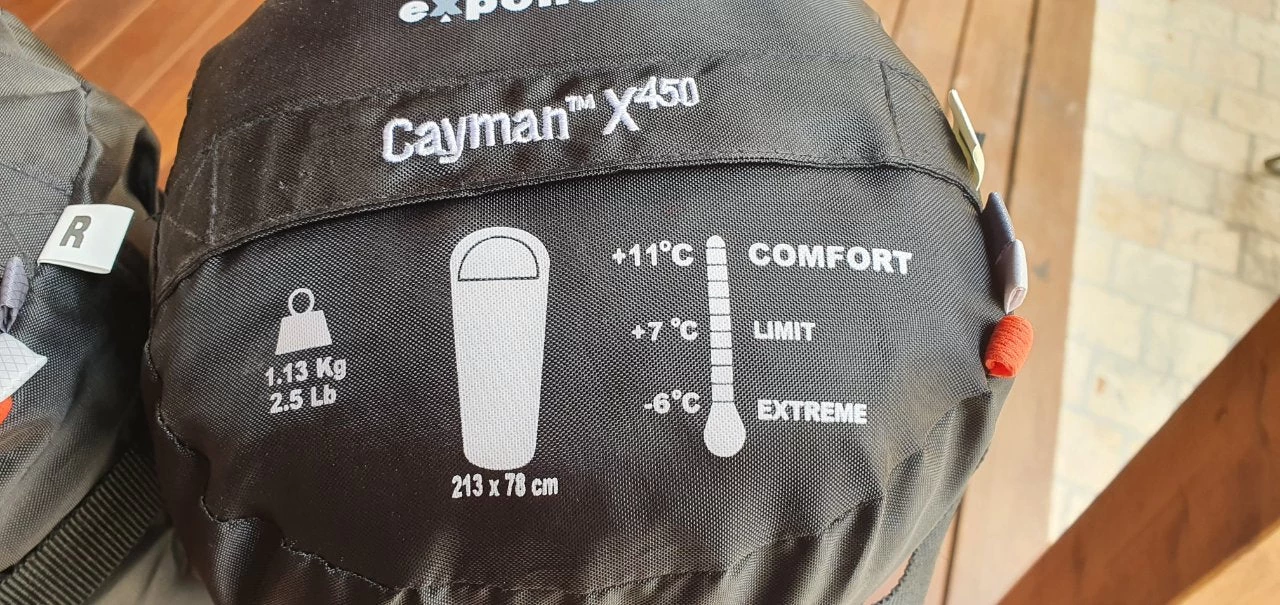 Cayman™ X450
R
+11°C COMFORT
+7 °C LIMIT
-6°C EXTREME
1.13 Kg
2.5 Lb
213 x 78 cm